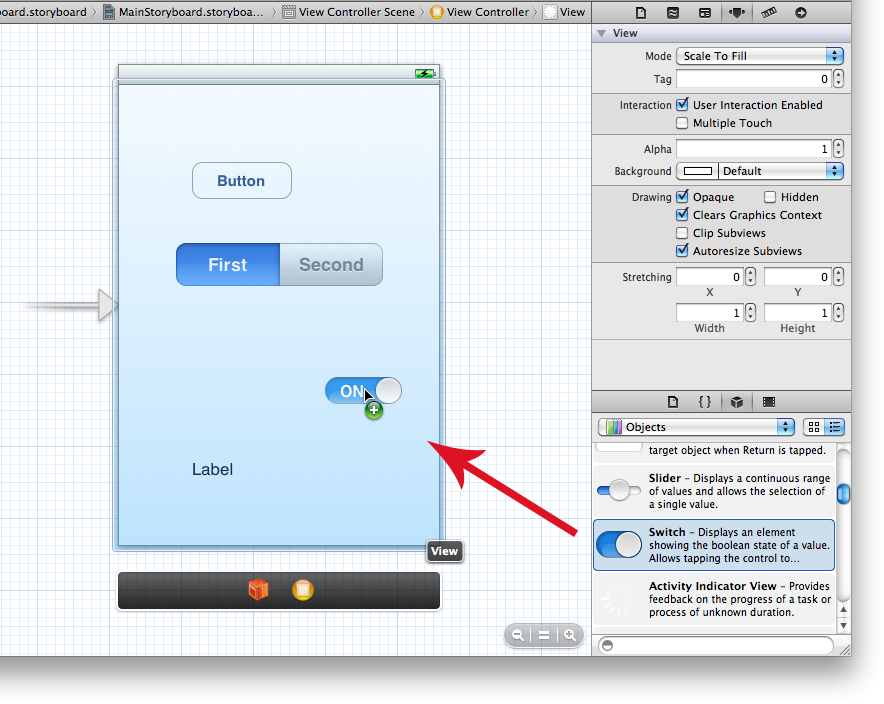 oard.storyboard MainStoryboard.storyboa... View Controller Scene View Controller View
View
Mode Scale To Fill
Tag 0
Interaction User Interaction Enabled
Multiple Touch
Alpha 1
Background Default
Drawing Opaque Hidden
Clears Graphics Context
Clip Subviews
Autoresize Subviews
Stretching 0 0
X Y
1 1
Width Height
Button
First Second
ON
Label
View
{ }
Objects
target object when Return is tapped.
Slider – Displays a continuous range
of values and allows the selection of
a single value.
Switch – Displays an element
showing the boolean state of a value.
Allows tapping the control to...
Activity Indicator View – Provides
feedback on the progress of a task or
process of unknown duration.